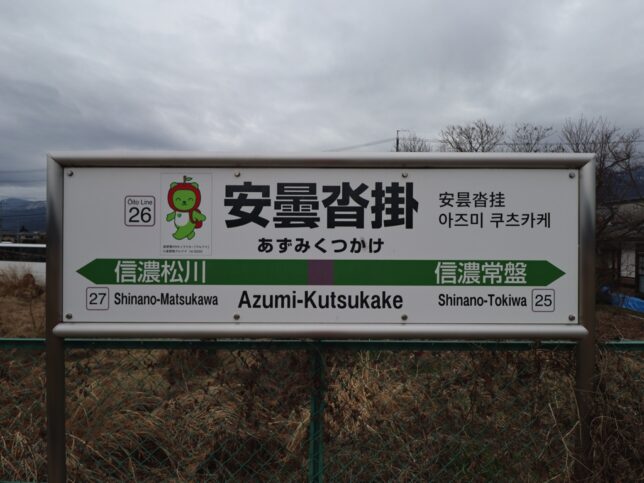 Ōito Line
26
安曇沓掛
あずみくつかけ
安曇沓挂
아즈미 쿠츠카케
信濃松川
信濃常盤
27
Shinano-Matsukawa
Azumi-Kutsukake
Shinano-Tokiwa
25